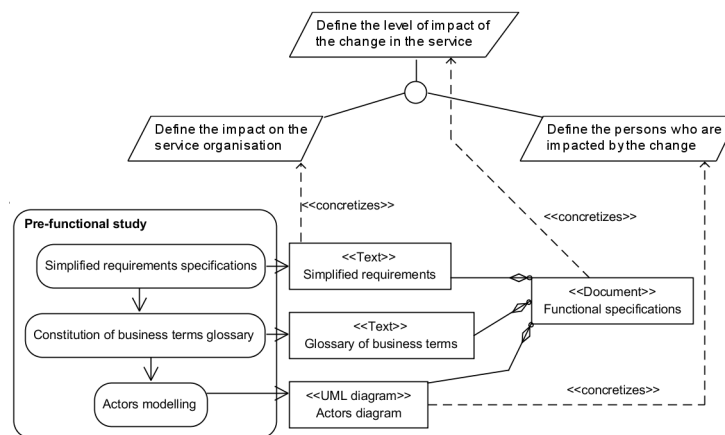 Define the level of impact of
the change in the service
Define the impact on the
service organisation
Define the persons who are
impacted by the change
<<concretizes>>
<<concretizes>>
Pre-functional study
Simplified requirements specifications
<<Text>>
Simplified requirements
<<Document>>
Functional specifications
Constitution of business terms glossary
<<Text>>
Glossary of business terms
Actors modelling
<<UML diagram>>
Actors diagram
<<concretizes>>